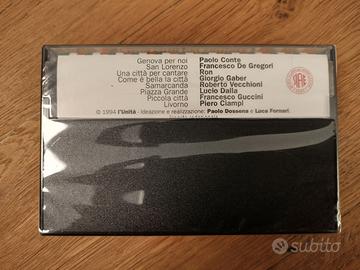 Genova per noi Paolo Conte
San Lorenzo Francesco De Gregori
Una città per cantare Ron
Come è bella la città Giorgio Gaber
Samarcanda Roberto Vecchioni
Piazza Grande Lucio Dalla
Piccola città Francesco Guccini
Livorno Piero Ciampi
© 1994 l'Unità - Ideazione e realizzazione: Paolo Dossena e Luca Fornari
subito